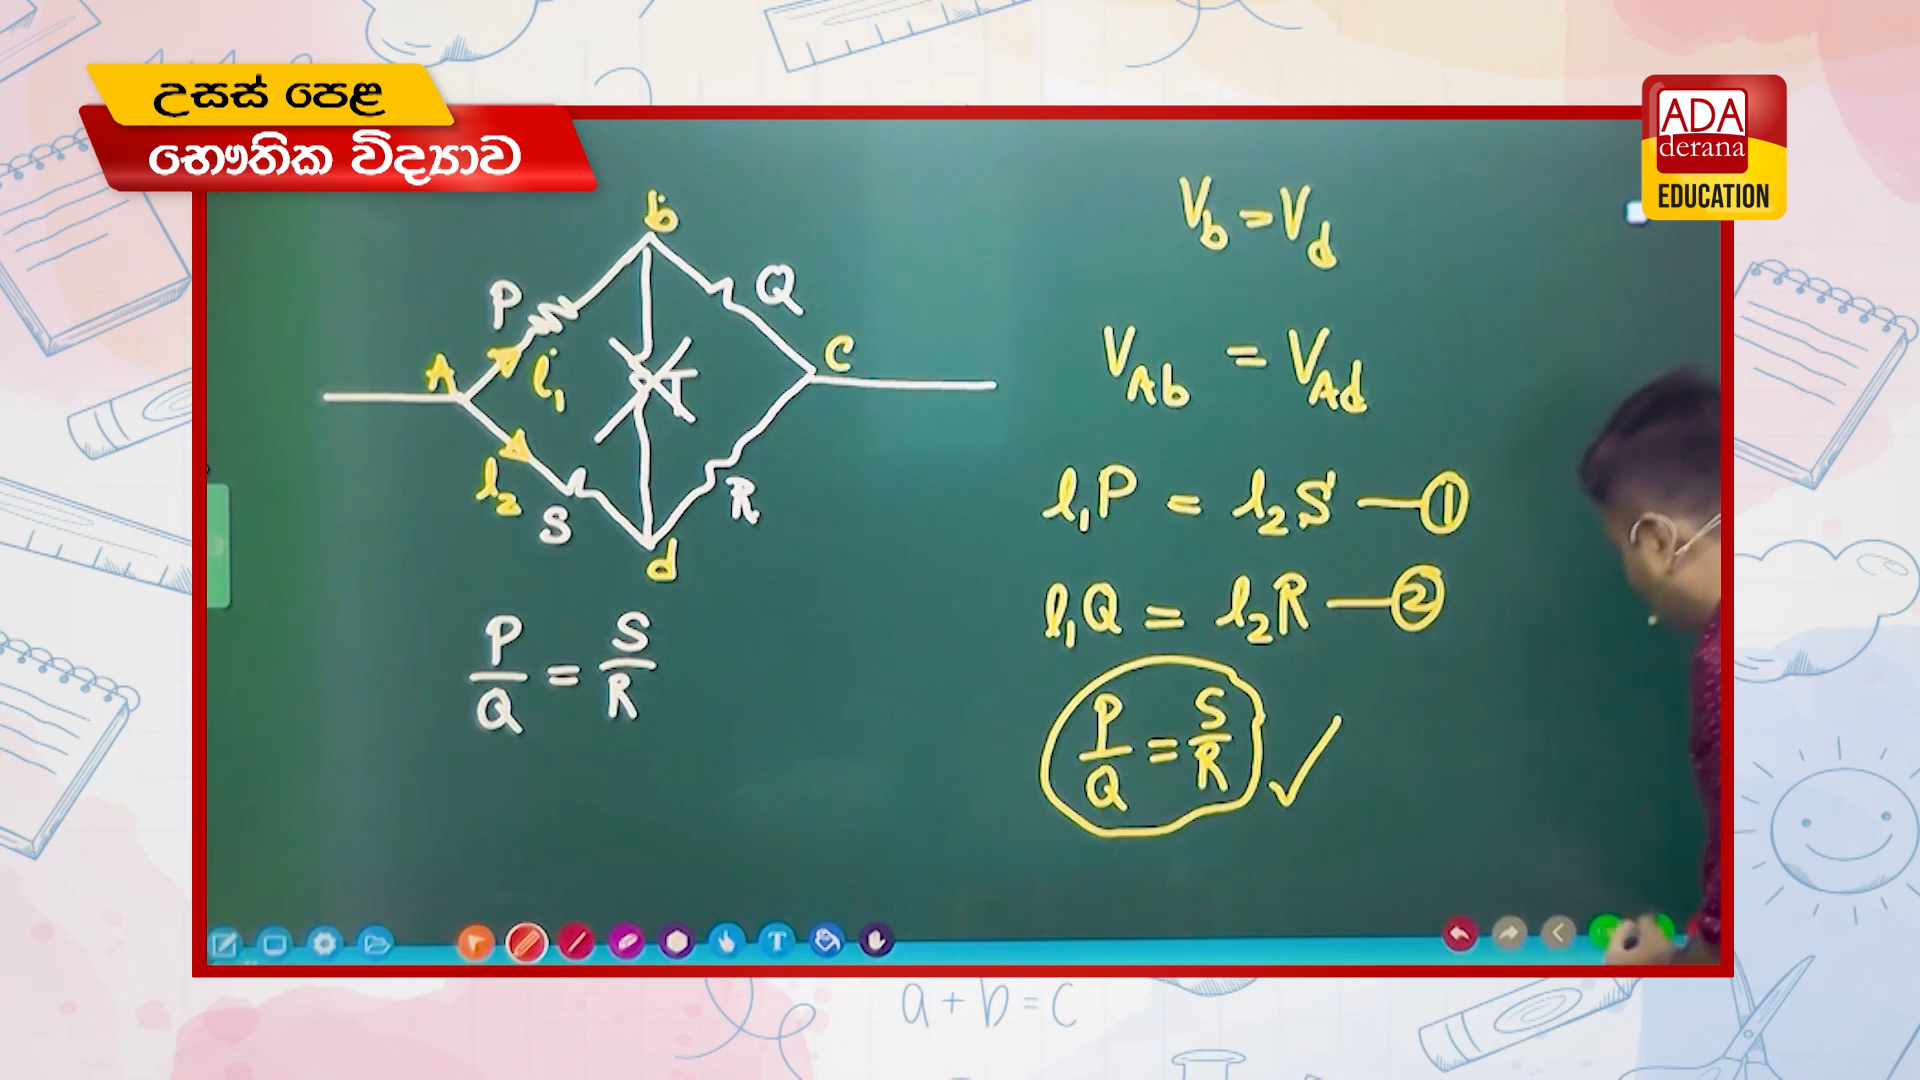 උසස් පෙළ
භෞතික විද්‍යාව
ADA
derana
EDUCATION
b
P
Q
A
I₁
C
I₂
S
R
d
P/Q = S/R
V_b = V_d
V_Ab = V_Ad
I₁P = I₂S — ①
I₁Q = I₂R — ②
P/Q = S/R ✓
T
a + b = c